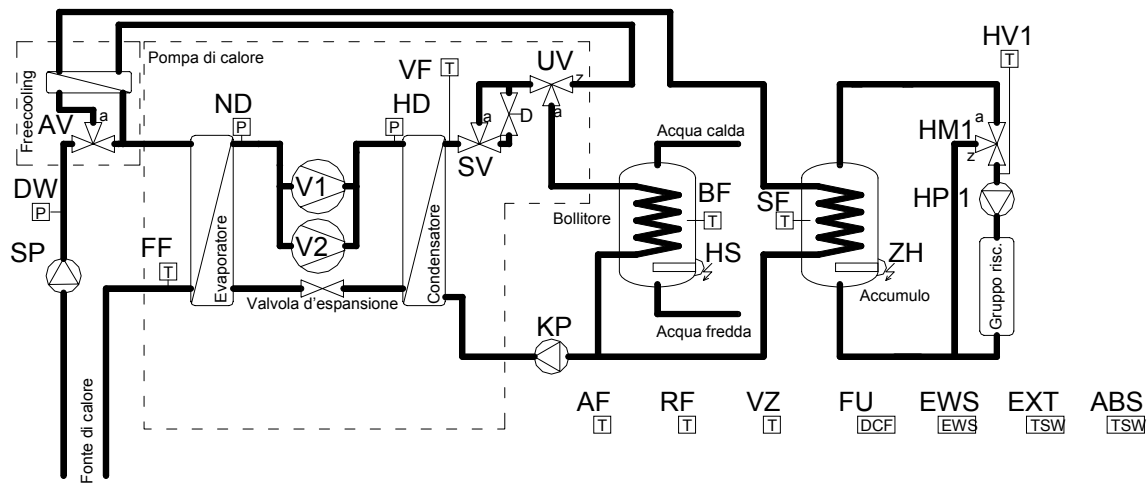 HV1
T
Pompa di calore
UV
VF
T
z
a
Freecooling
ND
P
HD
P
a
D
AV
a
SV
Acqua calda
HM1
a
z
DW
P
V1
BF
T
SF
T
HP1
Bollitore
SP
FF
T
V2
HS
ZH
Evaporatore
Condensatore
Valvola d'espansione
Accumulo
Gruppo risc.
KP
Acqua fredda
Fonte di calore
AF
RF
VZ
FU
EWS
EXT
ABS
T
T
T
DCF
EWS
TSW
TSW